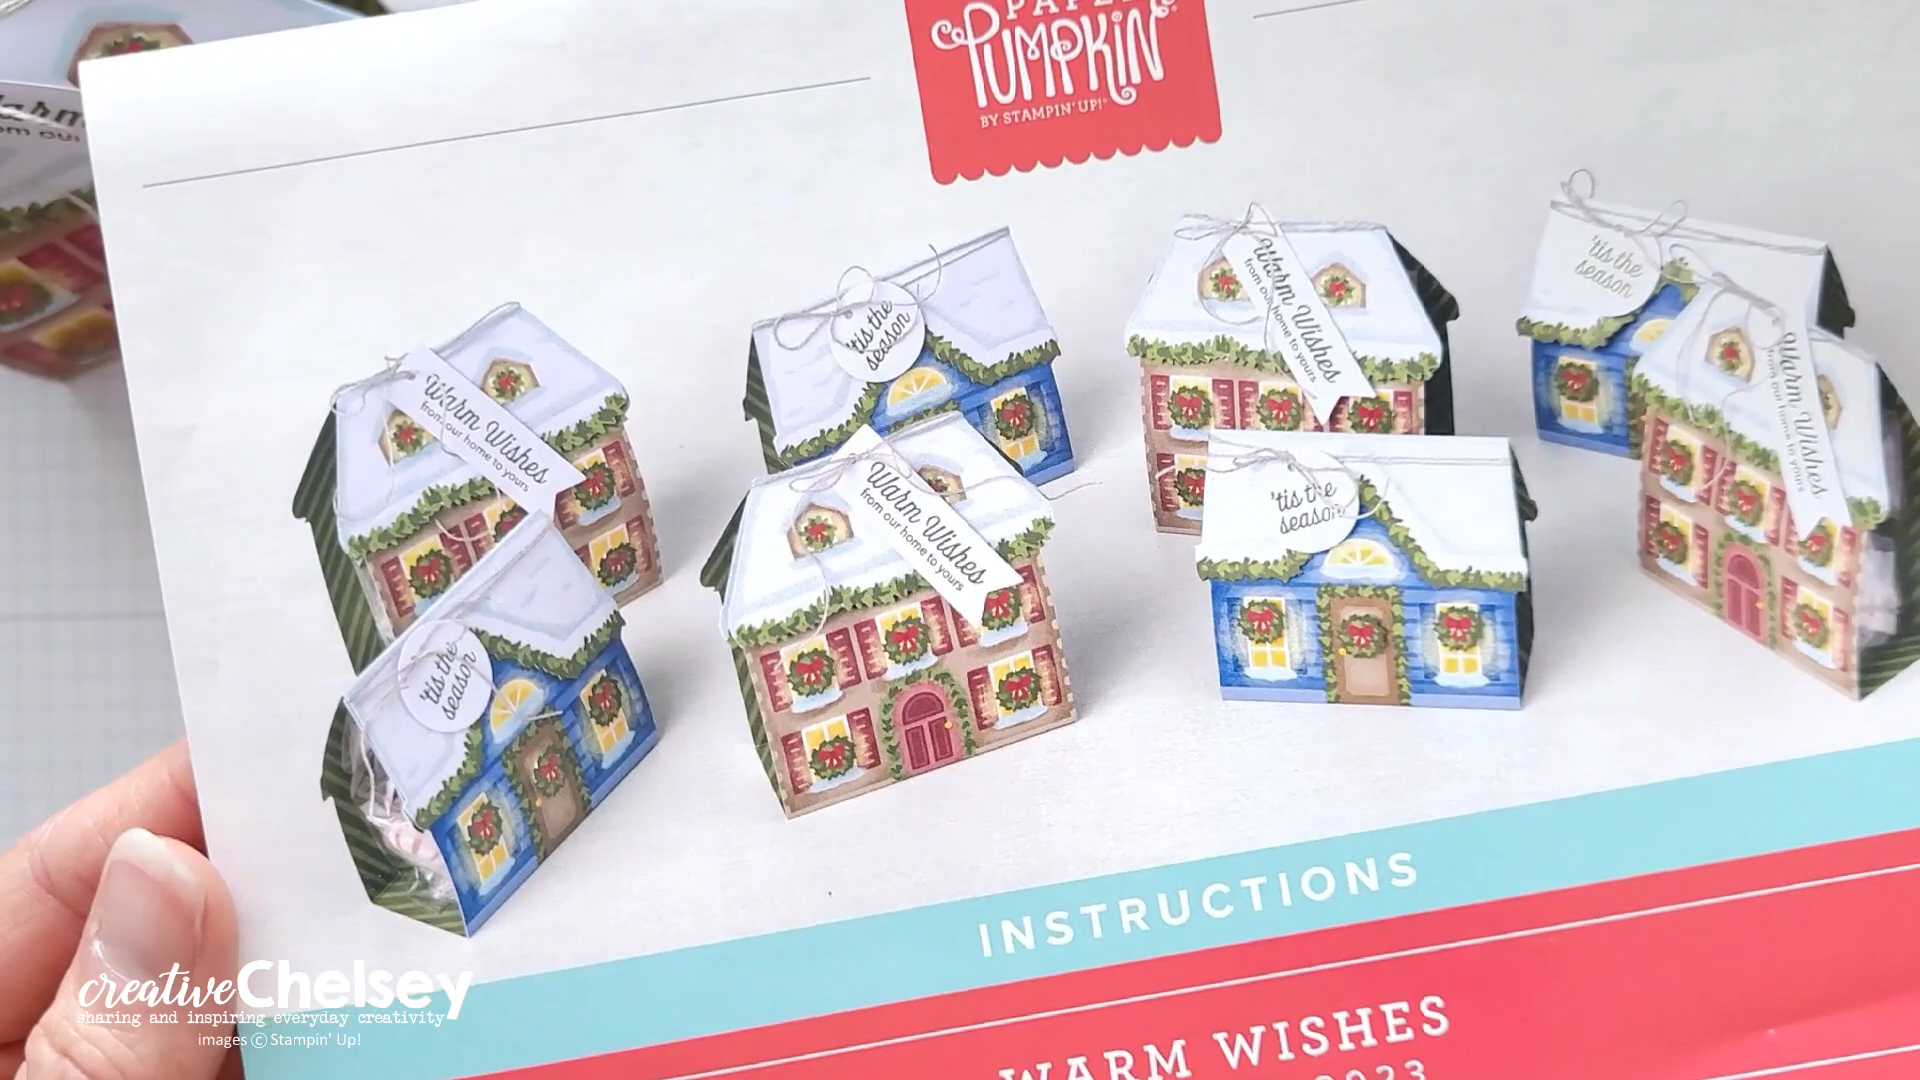 PUMPKIN
BY STAMPIN' UP!
Warm Wishes
from our home to yours
'tis the
season
Warm Wishes
from our home to yours
'tis the
season
'tis the
season
Warm Wishes
from our home to yours
'tis the
season
Warm Wishes
from our home to yours
INSTRUCTIONS
WARM WISHES
2023
creativeChelsey
sharing and inspiring everyday creativity
images © Stampin' Up!